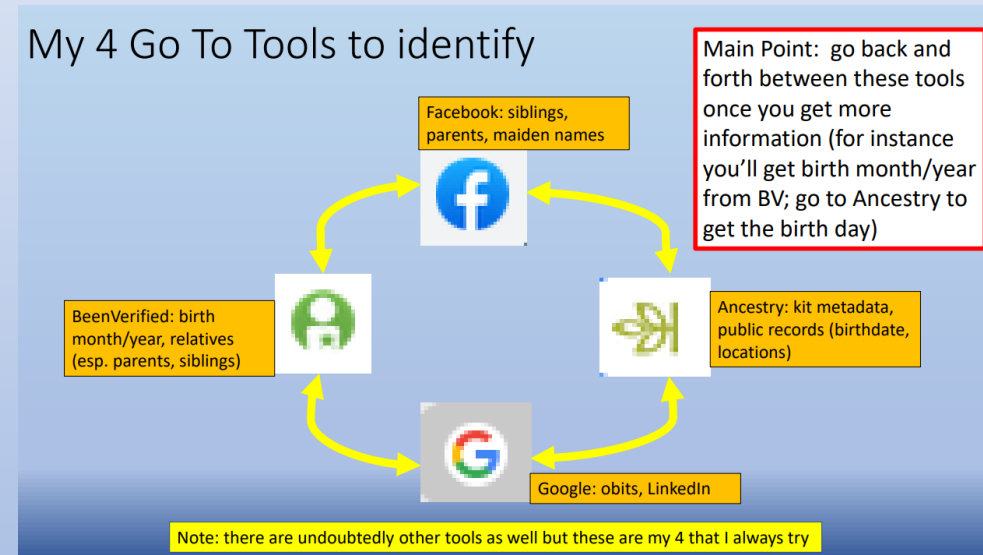 My 4 Go To Tools to identify
Main Point:  go back and
forth between these tools
once you get more
information (for instance
you’ll get birth month/year
from BV; go to Ancestry to
get the birth day)
Facebook: siblings,
parents, maiden names
BeenVerified: birth
month/year, relatives
(esp. parents, siblings)
Ancestry: kit metadata,
public records (birthdate,
locations)
Google: obits, LinkedIn
Note: there are undoubtedly other tools as well but these are my 4 that I always try